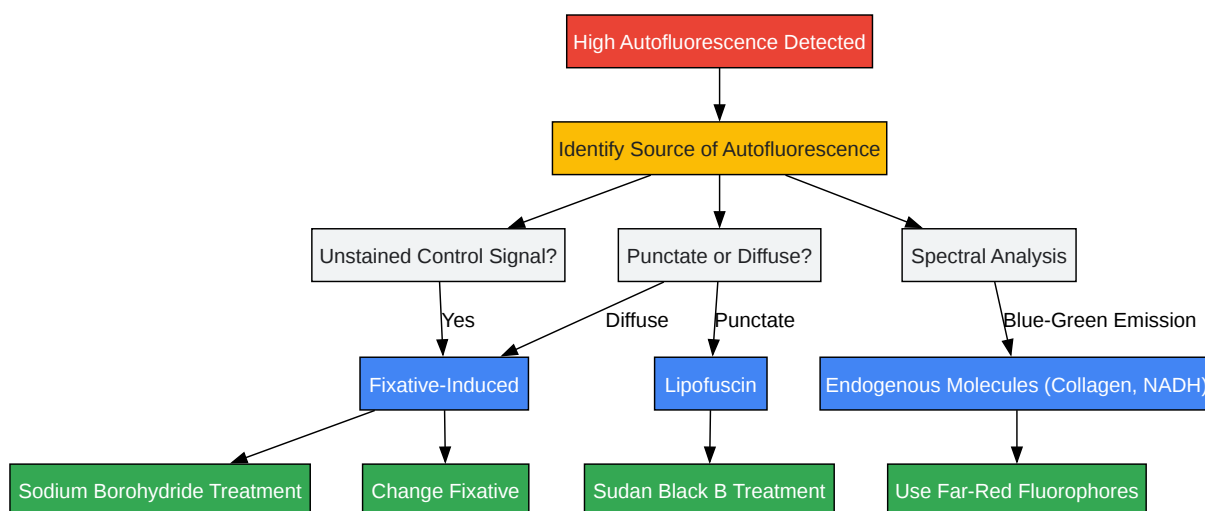 High Autofluorescence Detected
Identify Source of Autofluorescence
Unstained Control Signal?
Punctate or Diffuse?
Spectral Analysis
Yes
Diffuse
Punctate
Blue-Green Emission
Fixative-Induced
Lipofuscin
Endogenous Molecules (Collagen, NADH)
Sodium Borohydride Treatment
Change Fixative
Sudan Black B Treatment
Use Far-Red Fluorophores